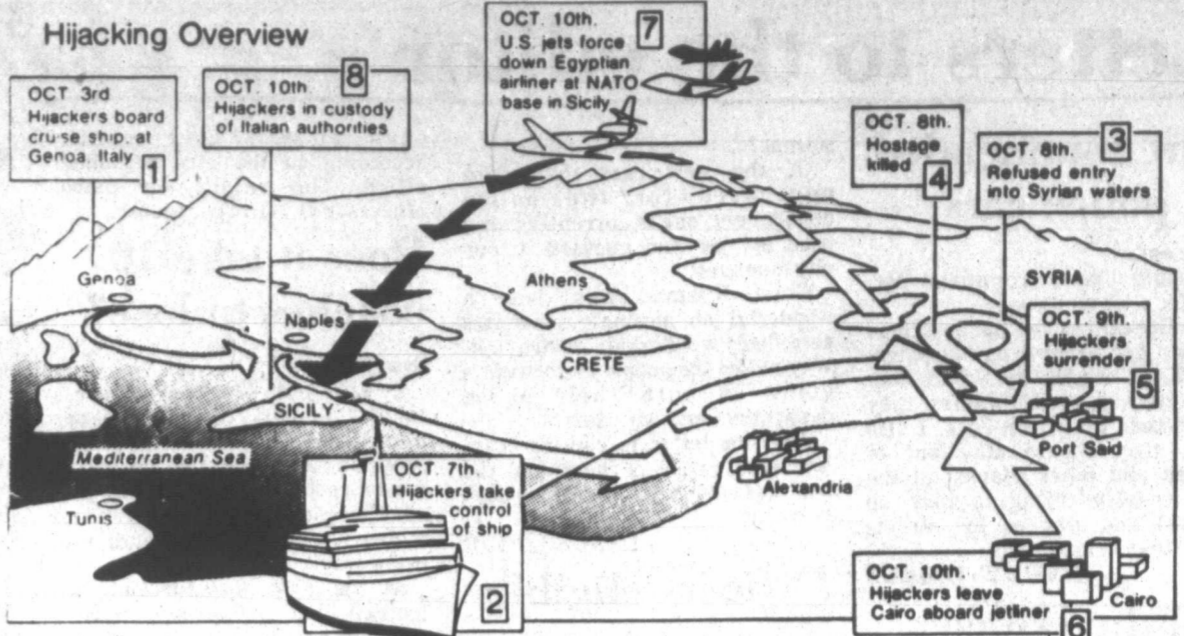 Hijacking Overview
OCT. 3rd
Hijackers board
cruise ship, at
Genoa, Italy
1
8
OCT. 10th.
Hijackers in custody
of Italian authorities
OCT. 10th.
7
U.S. jets force
down Egyptian
airliner at NATO
base in Sicily
OCT. 8th.
Hostage
killed
4
3
OCT. 8th.
Refused entry
into Syrian waters
Genoa
Naples
Athens
SYRIA
CRETE
SICILY
OCT. 9th.
Hijackers
surrender
5
Port Said
Mediterranean Sea
Tunis
OCT. 7th.
Hijackers take
control
of ship
2
Alexandria
OCT. 10th.
Hijackers leave
Cairo aboard jetliner
6
Cairo